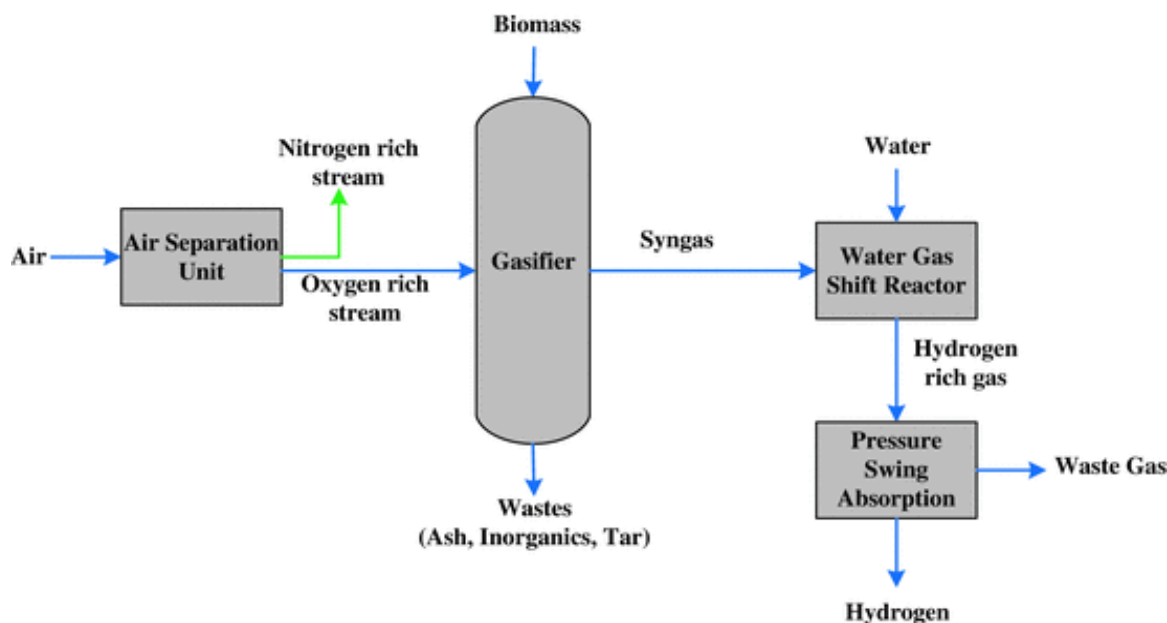 Biomass
Nitrogen rich
stream
Air
Air Separation
Unit
Oxygen rich
stream
Gasifier
Wastes
(Ash, Inorganics, Tar)
Syngas
Water
Water Gas
Shift Reactor
Hydrogen
rich gas
Pressure
Swing
Absorption
Waste Gas
Hydrogen